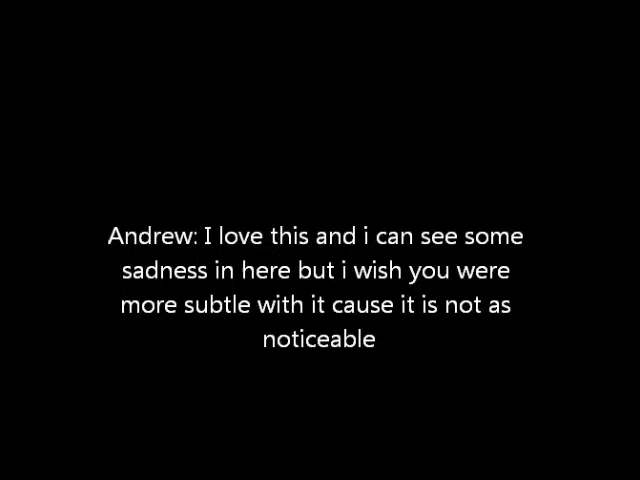 Andrew: I love this and i can see some
sadness in here but i wish you were
more subtle with it cause it is not as
noticeable